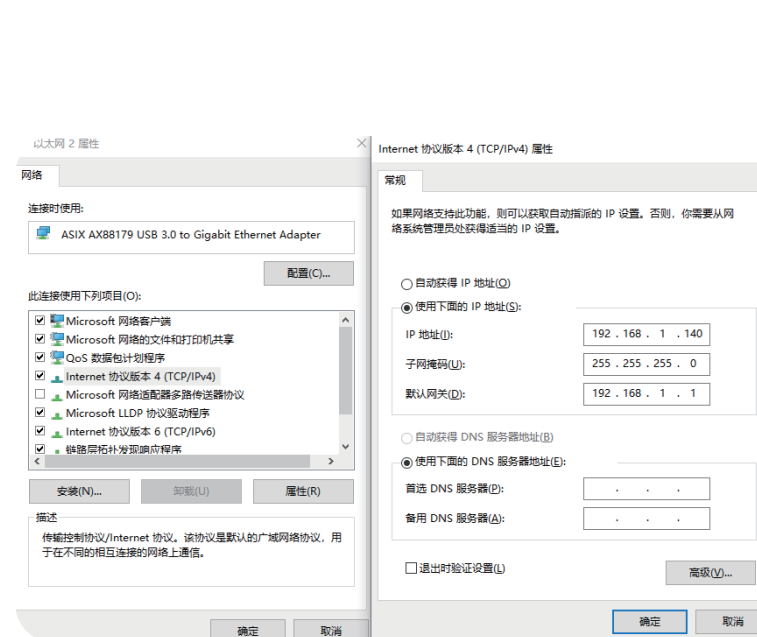 以太网 2 属性
网络
连接时使用:
ASIX AX88179 USB 3.0 to Gigabit Ethernet Adapter
配置(C)...
此连接使用下列项目(O):
Microsoft 网络客户端
Microsoft 网络的文件和打印机共享
QoS 数据包计划程序
Internet 协议版本 4 (TCP/IPv4)
Microsoft 网络适配器多路传送器协议
Microsoft LLDP 协议驱动程序
Internet 协议版本 6 (TCP/IPv6)
链路层拓扑发现响应程序
安装(N)...
卸载(U)
属性(R)
描述
传输控制协议/Internet 协议。该协议是默认的广域网络协议，用
于在不同的相互连接的网络上通信。
确定
取消
Internet 协议版本 4 (TCP/IPv4) 属性
常规
如果网络支持此功能，则可以获取自动指派的 IP 设置。否则，你需要从网
络系统管理员处获得适当的 IP 设置。
自动获得 IP 地址(O)
使用下面的 IP 地址(S):
IP 地址(I):
192 . 168 . 1 . 140
子网掩码(U):
255 . 255 . 255 . 0
默认网关(D):
192 . 168 . 1 . 1
自动获得 DNS 服务器地址(B)
使用下面的 DNS 服务器地址(E):
首选 DNS 服务器(P):
. . .
备用 DNS 服务器(A):
. . .
退出时验证设置(L)
高级(V)...
确定
取消